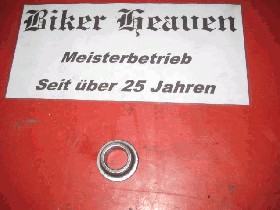 Biker Heaven
Meisterbetrieb
Seit über 25 Jahren